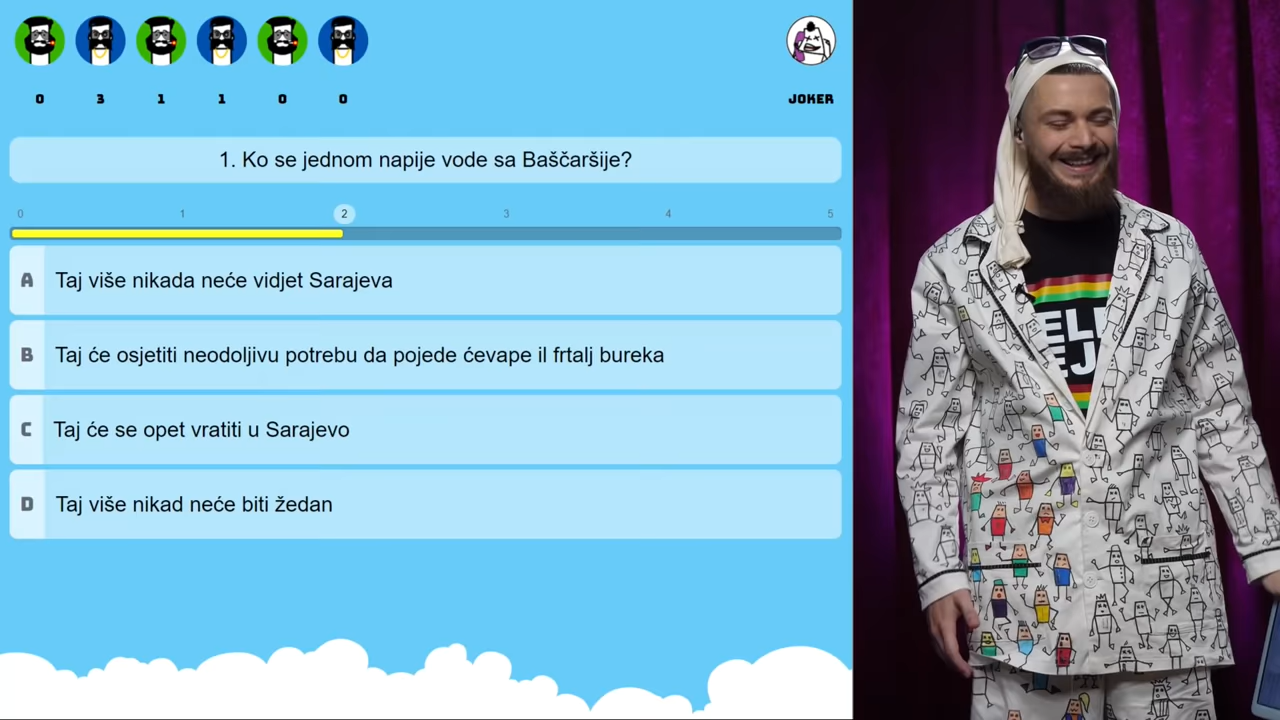 0 3 1 1 0 0 JOKER
1. Ko se jednom napije vode sa Baščaršije?
0 1 2 3 4 5
A Taj više nikada neće vidjet Sarajeva
B Taj će osjetiti neodoljivu potrebu da pojede ćevape il frtalj bureka
C Taj će se opet vratiti u Sarajevo
D Taj više nikad neće biti žedan